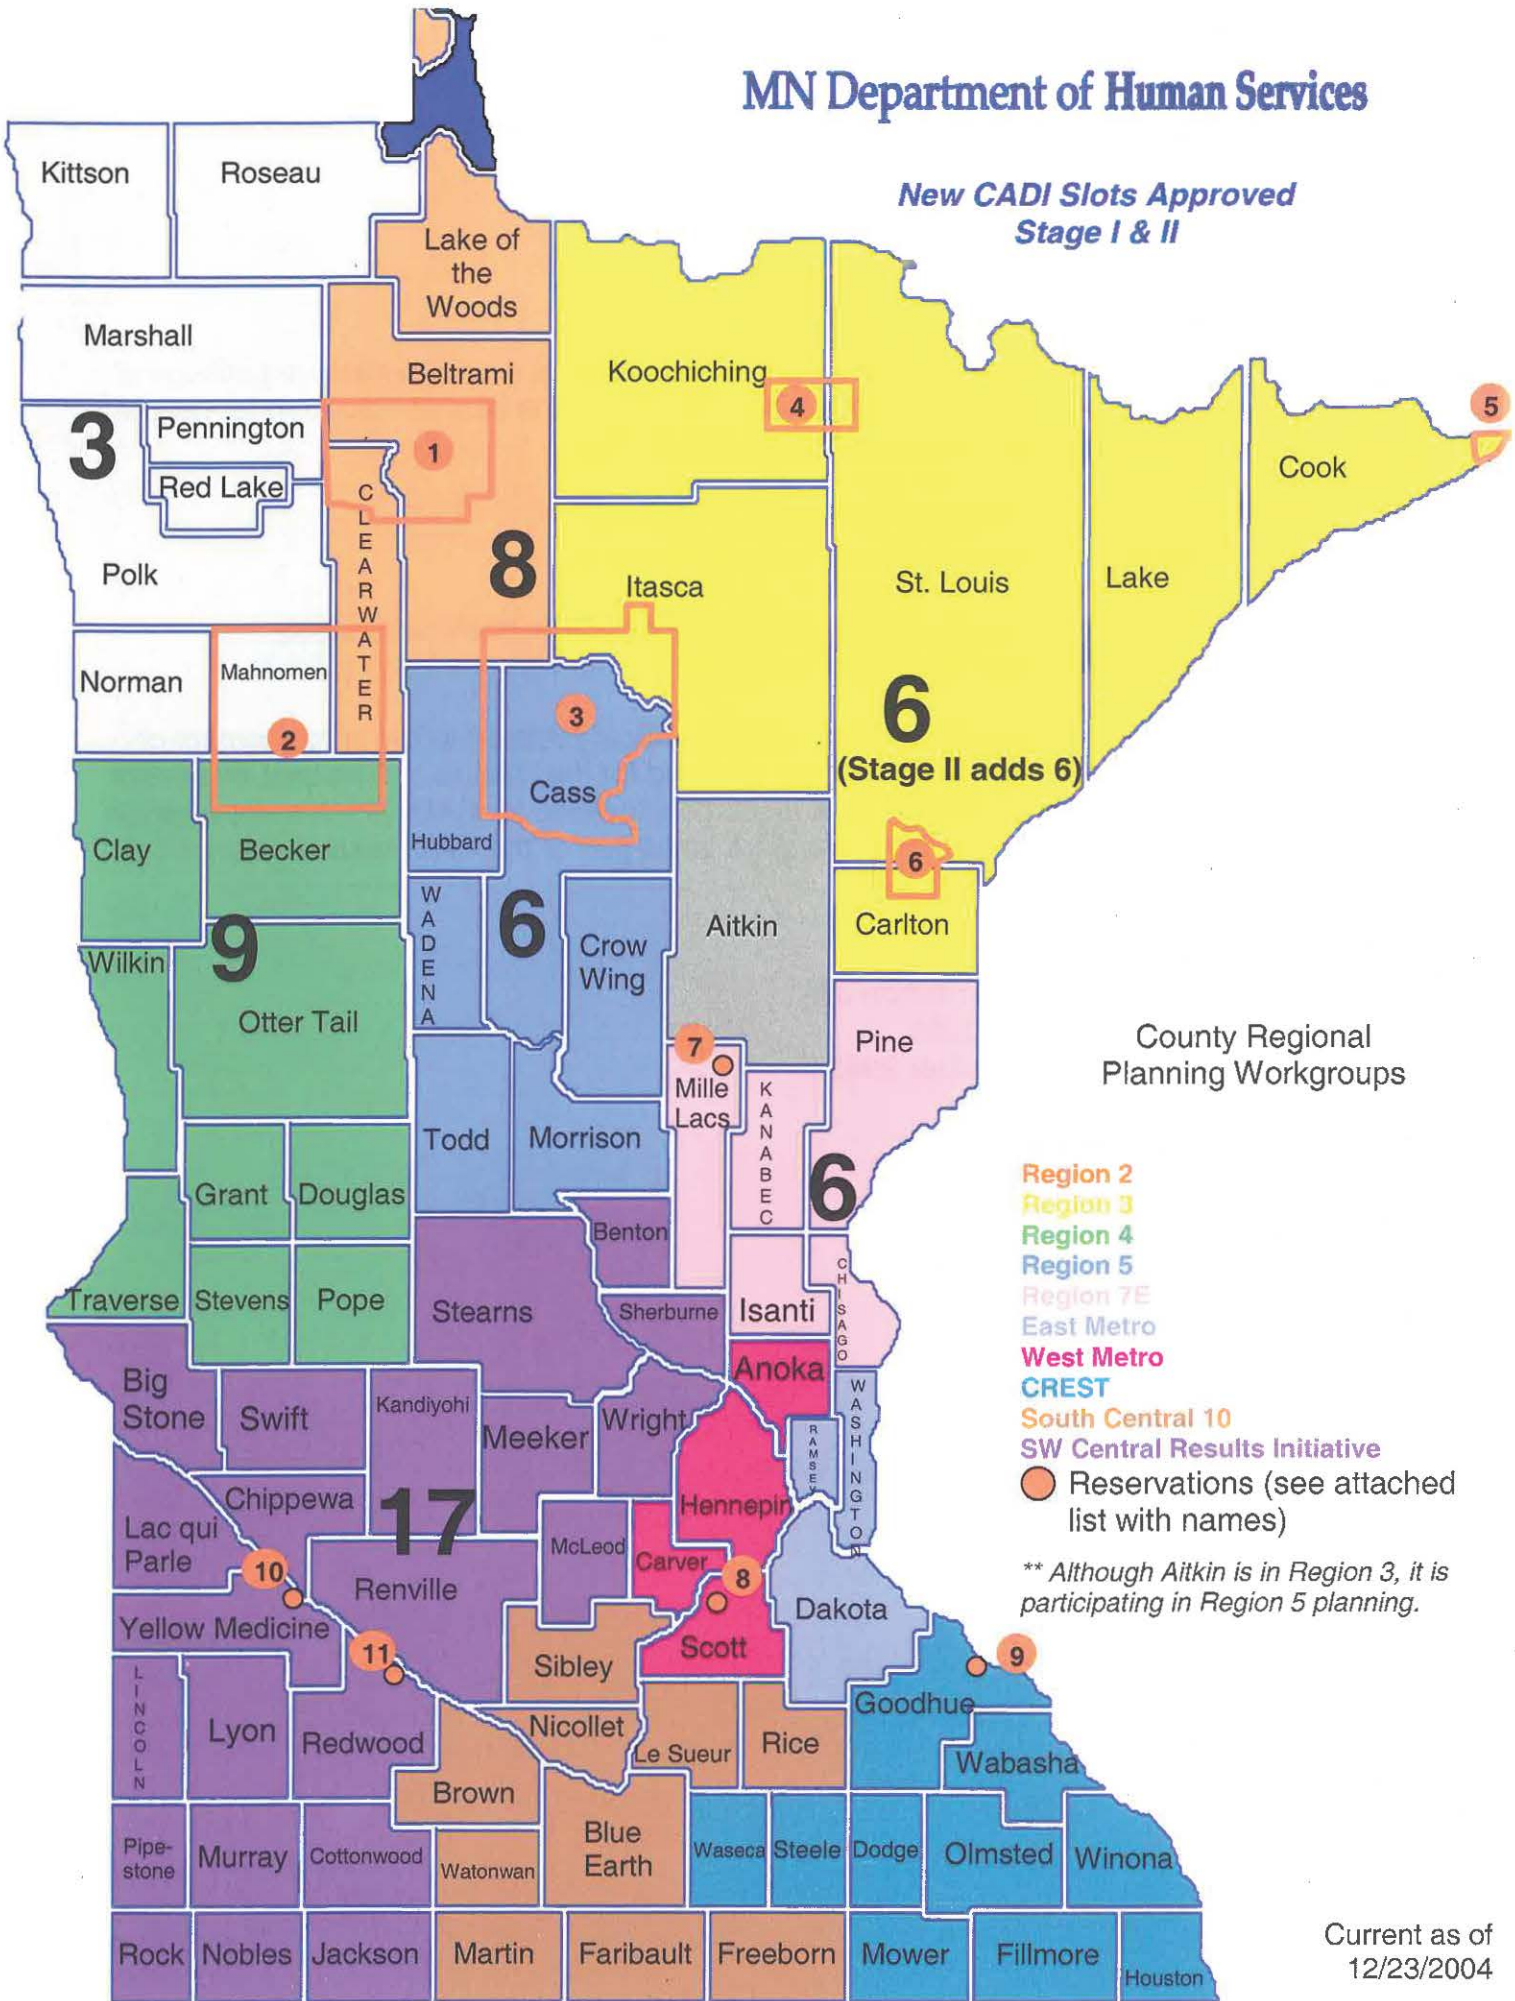 MN Department of Human Services
New CADI Slots Approved
Stage I & II
Kittson
Roseau
Lake of
the
Woods
Marshall
Beltrami
Koochiching
4
5
3
Pennington
1
Cook
Red Lake
CLEARWATER
8
Polk
Itasca
St. Louis
Lake
Norman
Mahnomen
2
3
6
(Stage II adds 6)
Cass
Clay
Becker
Hubbard
6
WADENA
6
Aitkin
Carlton
9
Wilkin
Crow
Wing
Otter Tail
7
Pine
County Regional
Planning Workgroups
Mille
Lacs
KANABEC
Todd
Morrison
6
Grant
Douglas
Region 2
Region 3
Region 4
Region 5
Region 7E
East Metro
West Metro
CREST
South Central 10
SW Central Results Initiative
Reservations (see attached
list with names)
** Although Aitkin is in Region 3, it is
participating in Region 5 planning.
Benton
CHISAGO
Traverse
Stevens
Pope
Stearns
Sherburne
Isanti
Anoka
Big
Stone
Swift
Kandiyohi
Meeker
Wright
RAMSEY
WASHINGTON
Chippewa
17
Hennepin
Lac qui
Parle
10
Renville
McLeod
Carver
8
Dakota
Yellow Medicine
11
Sibley
Scott
9
LINCOLN
Lyon
Redwood
Nicollet
Le Sueur
Rice
Goodhue
Wabasha
Brown
Pipe-
stone
Murray
Cottonwood
Watonwan
Blue
Earth
Waseca
Steele
Dodge
Olmsted
Winona
Rock
Nobles
Jackson
Martin
Faribault
Freeborn
Mower
Fillmore
Houston
Current as of
12/23/2004